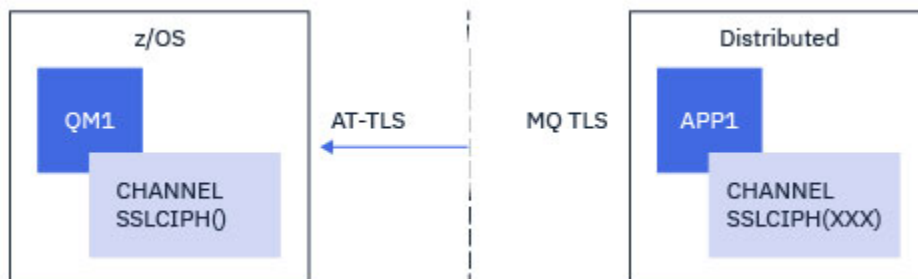 z/OS
QM1
CHANNEL
SSLCIPH()
AT-TLS
MQ TLS
Distributed
APP1
CHANNEL
SSLCIPH(XXX)